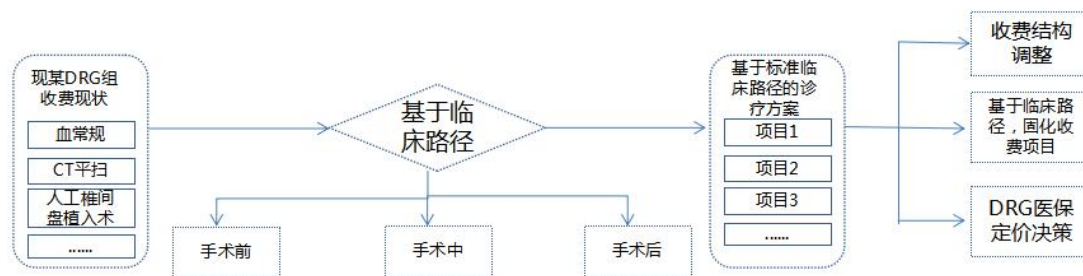 现某DRG组
收费现状
血常规
CT平扫
人工椎间
盘植入术
......
基于临
床路径
手术前
手术中
手术后
基于标准临
床路径的诊
疗方案
项目1
项目2
项目3
......
收费结构
调整
基于临床路
径，固化收
费项目
DRG医保
定价决策